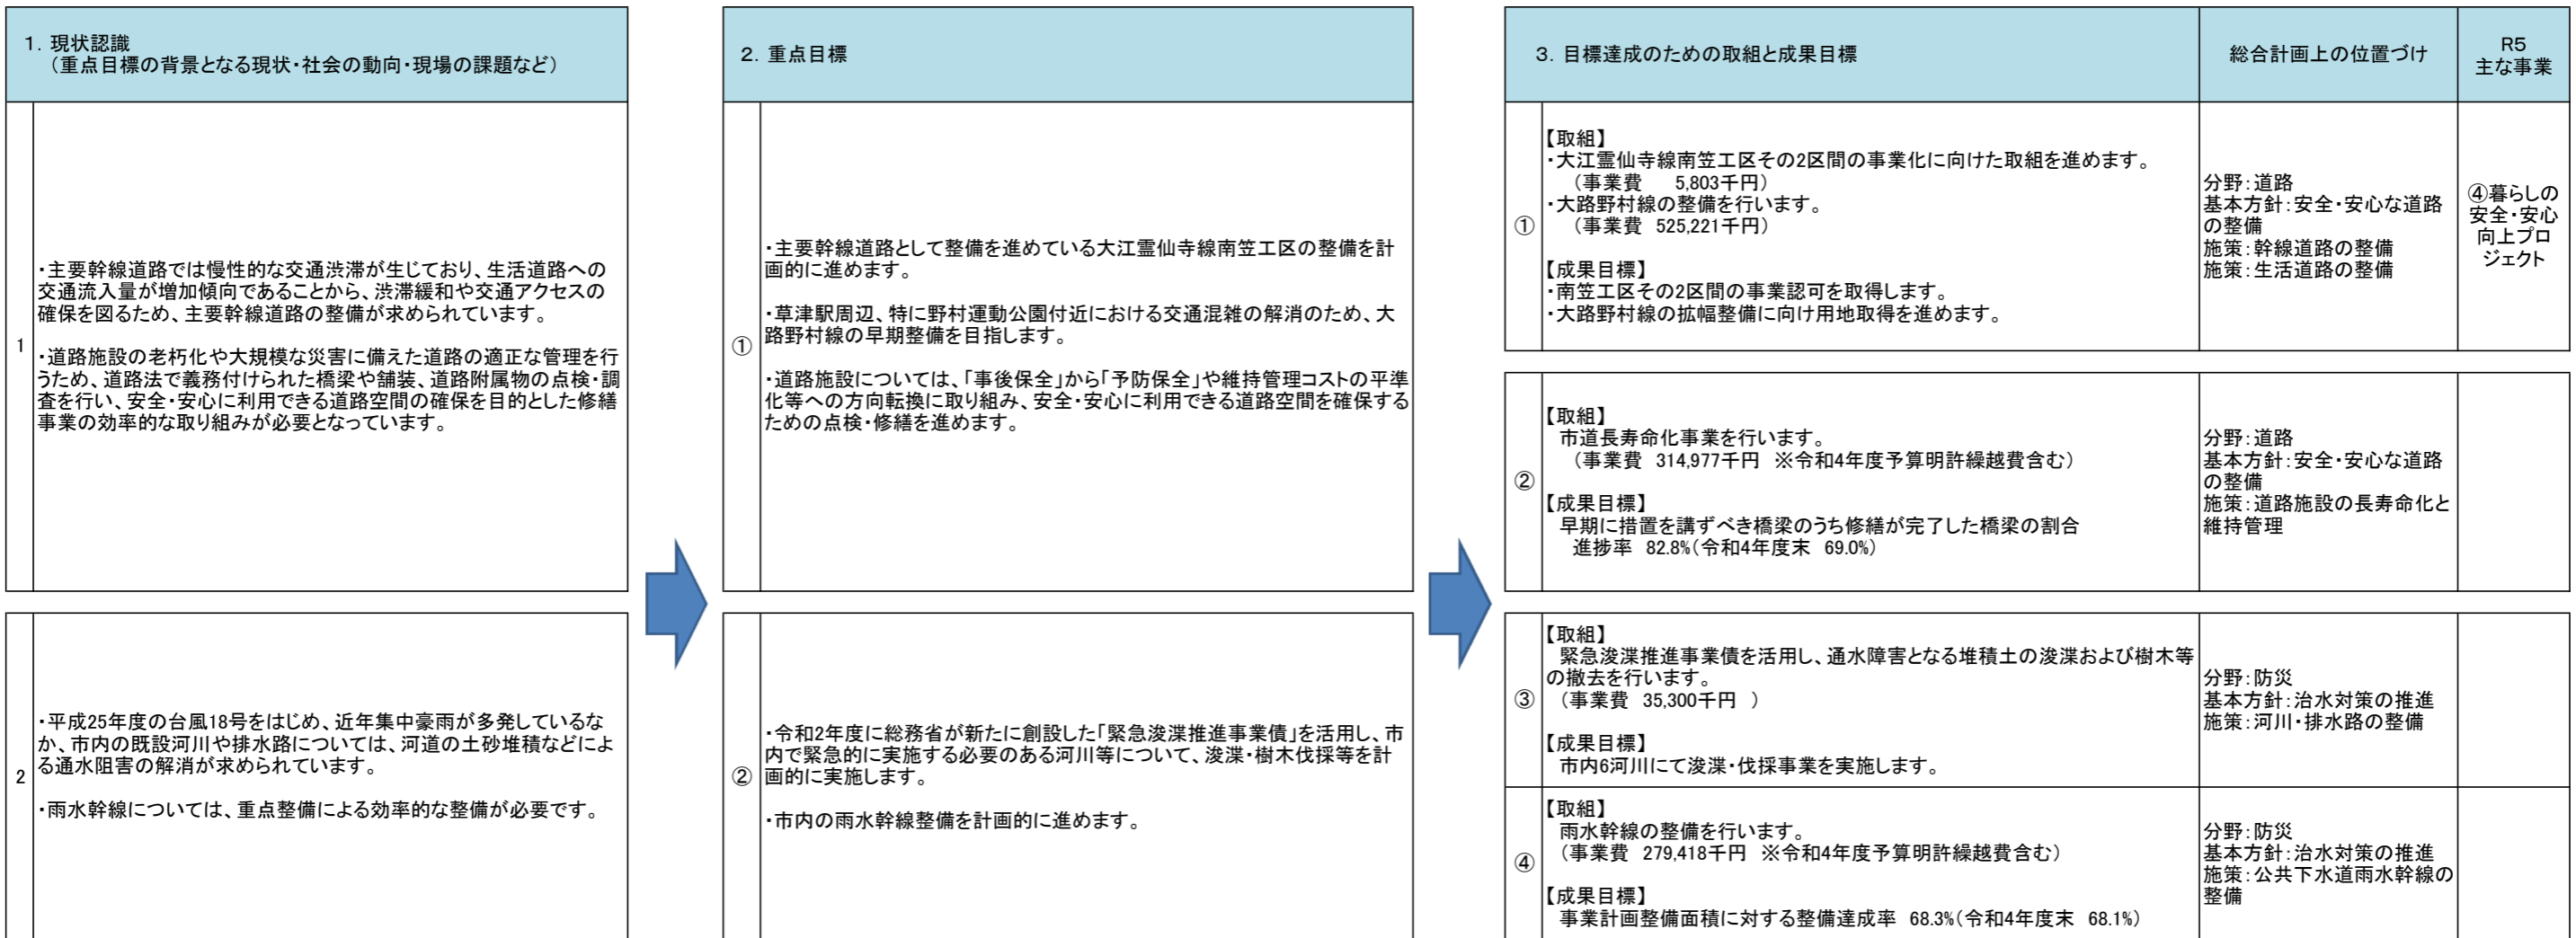 1．現状認識
（重点目標の背景となる現状・社会の動向・現場の課題など）
1
・主要幹線道路では慢性的な交通渋滞が生じており、生活道路への
交通流入量が増加傾向であることから、渋滞緩和や交通アクセスの
確保を図るため、主要幹線道路の整備が求められています。
・道路施設の老朽化や大規模な災害に備えた道路の適正な管理を行
うため、道路法で義務付けられた橋梁や舗装、道路附属物の点検・調
査を行い、安全・安心に利用できる道路空間の確保を目的とした修繕
事業の効率的な取り組みが必要となっています。
2
・平成25年度の台風18号をはじめ、近年集中豪雨が多発しているな
か、市内の既設河川や排水路については、河道の土砂堆積などによ
る通水阻害の解消が求められています。
・雨水幹線については、重点整備による効率的な整備が必要です。
2．重点目標
①
・主要幹線道路として整備を進めている大江霊仙寺線南笠工区の整備を計
画的に進めます。
・草津駅周辺、特に野村運動公園付近における交通混雑の解消のため、大
路野村線の早期整備を目指します。
・道路施設については、「事後保全」から「予防保全」や維持管理コストの平準
化等への方向転換に取り組み、安全・安心に利用できる道路空間を確保する
ための点検・修繕を進めます。
②
・令和2年度に総務省が新たに創設した「緊急浚渫推進事業債」を活用し、市
内で緊急的に実施する必要のある河川等について、浚渫・樹木伐採等を計
画的に実施します。
・市内の雨水幹線整備を計画的に進めます。
3．目標達成のための取組と成果目標
総合計画上の位置づけ
R5
主な事業
①
【取組】
・大江霊仙寺線南笠工区その2区間の事業化に向けた取組を進めます。
（事業費　5,803千円）
・大路野村線の整備を行います。
（事業費　525,221千円）
【成果目標】
・南笠工区その2区間の事業認可を取得します。
・大路野村線の拡幅整備に向け用地取得を進めます。
分野：道路
基本方針：安全・安心な道路
の整備
施策：幹線道路の整備
施策：生活道路の整備
④暮らしの
安全・安心
向上プロ
ジェクト
②
【取組】
市道長寿命化事業を行います。
（事業費　314,977千円　※令和4年度予算明許繰越費含む）
【成果目標】
早期に措置を講ずべき橋梁のうち修繕が完了した橋梁の割合
進捗率　82.8%（令和4年度末　69.0%）
分野：道路
基本方針：安全・安心な道路
の整備
施策：道路施設の長寿命化と
維持管理
③
【取組】
緊急浚渫推進事業債を活用し、通水障害となる堆積土の浚渫および樹木等
の撤去を行います。
（事業費　35,300千円　）
【成果目標】
市内6河川にて浚渫・伐採事業を実施します。
分野：防災
基本方針：治水対策の推進
施策：河川・排水路の整備
④
【取組】
雨水幹線の整備を行います。
（事業費　279,418千円　※令和4年度予算明許繰越費含む）
【成果目標】
事業計画整備面積に対する整備達成率　68.3%（令和4年度末　68.1%）
分野：防災
基本方針：治水対策の推進
施策：公共下水道雨水幹線の
整備